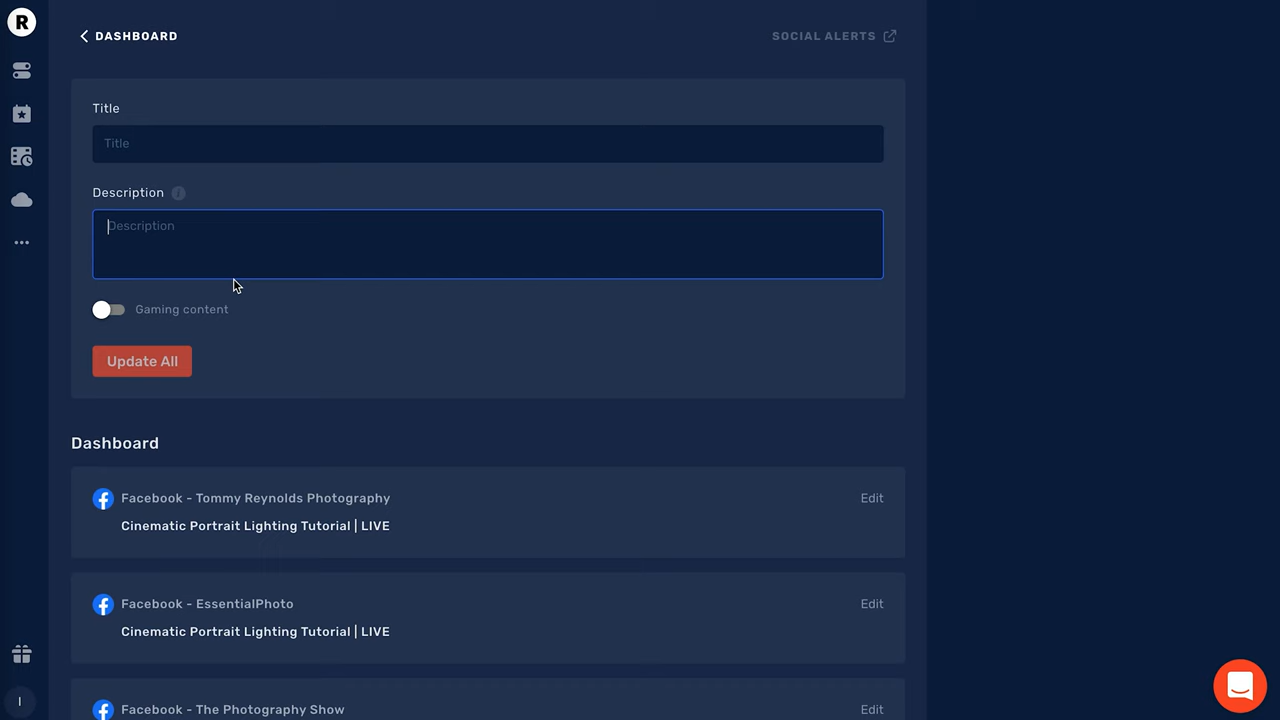 R
DASHBOARD
SOCIAL ALERTS
Title
Title
Description
Description
Gaming content
Update All
Dashboard
Facebook - Tommy Reynolds Photography
Edit
Cinematic Portrait Lighting Tutorial | LIVE
Facebook - EssentialPhoto
Edit
Cinematic Portrait Lighting Tutorial | LIVE
Facebook - The Photography Show
Edit
I